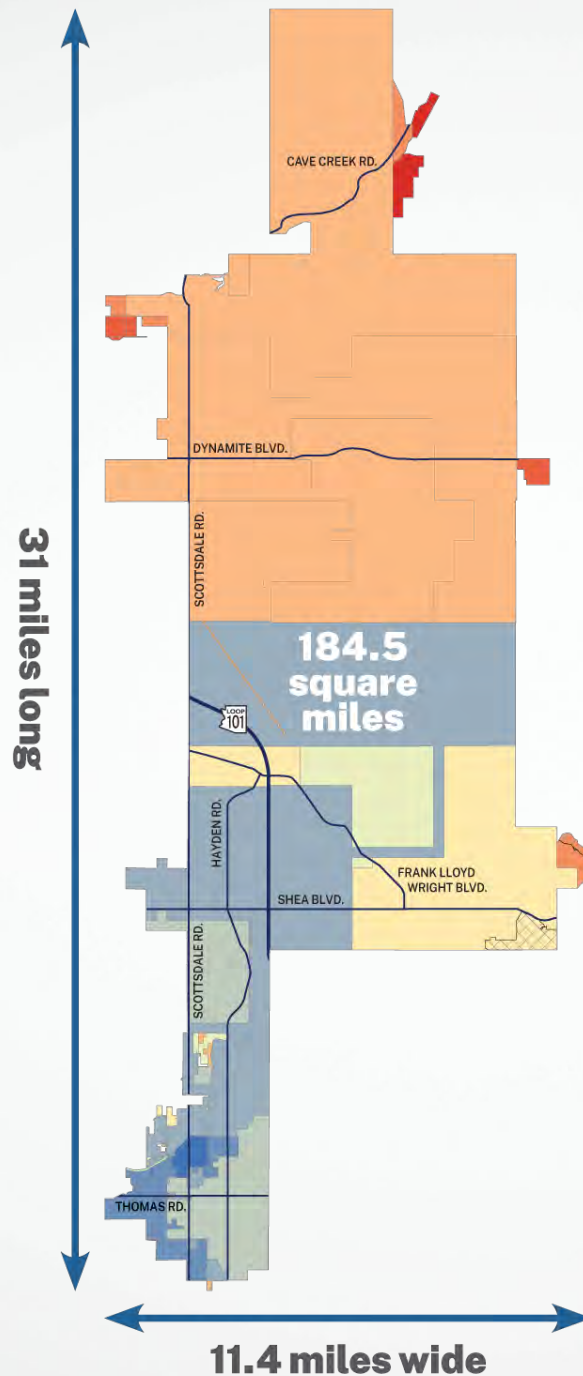 CAVE CREEK RD.
DYNAMITE BLVD.
SCOTTSDALE RD.
31 miles long
184.5
square
miles
LOOP
101
HAYDEN RD.
FRANK LLOYD
WRIGHT BLVD.
SHEA BLVD.
SCOTTSDALE RD.
THOMAS RD.
11.4 miles wide